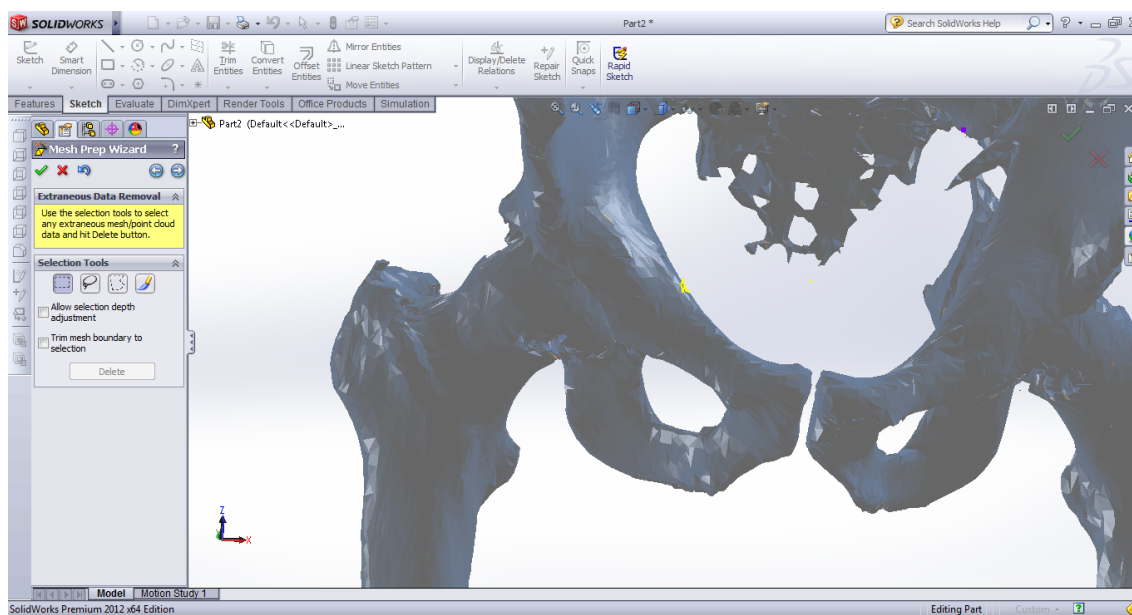 SOLIDWORKS
Part2 *
Search SolidWorks Help
Sketch
Smart
Dimension
Trim
Entities
Convert
Entities
Offset
Entities
Mirror Entities
Linear Sketch Pattern
Move Entities
Display/Delete
Relations
Repair
Sketch
Quick
Snaps
Rapid
Sketch
Features
Sketch
Evaluate
DimXpert
Render Tools
Office Products
Simulation
Part2 (Default<<Default>_...
Mesh Prep Wizard
?
Extraneous Data Removal
Use the selection tools to select
any extraneous mesh/point cloud
data and hit Delete button.
Selection Tools
Allow selection depth
adjustment
Trim mesh boundary to
selection
Delete
Z
X
Model
Motion Study 1
SolidWorks Premium 2012 x64 Edition
Editing Part
Custom
?